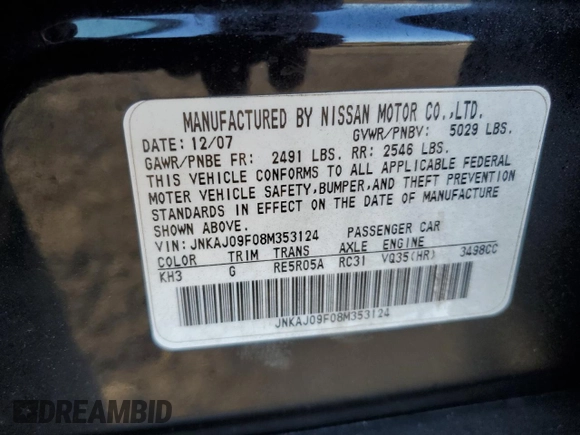 MANUFACTURED BY NISSAN MOTOR CO.,LTD.
DATE: 12/07 GVWR/PNBV: 5029 LBS.
GAWR/PNBE FR: 2491 LBS. RR: 2546 LBS.
THIS VEHICLE CONFORMS TO ALL APPLICABLE FEDERAL
MOTOR VEHICLE SAFETY,BUMPER,AND THEFT PREVENTION
STANDARDS IN EFFECT ON THE DATE OF MANUFACTURE
SHOWN ABOVE.
VIN: JNKAJ09F08M353124 PASSENGER CAR
COLOR TRIM TRANS AXLE ENGINE
KH3 G RE5R05A RC31 VQ35(HR) 3498CC
JNKAJ09F08M353124
DREAMBID